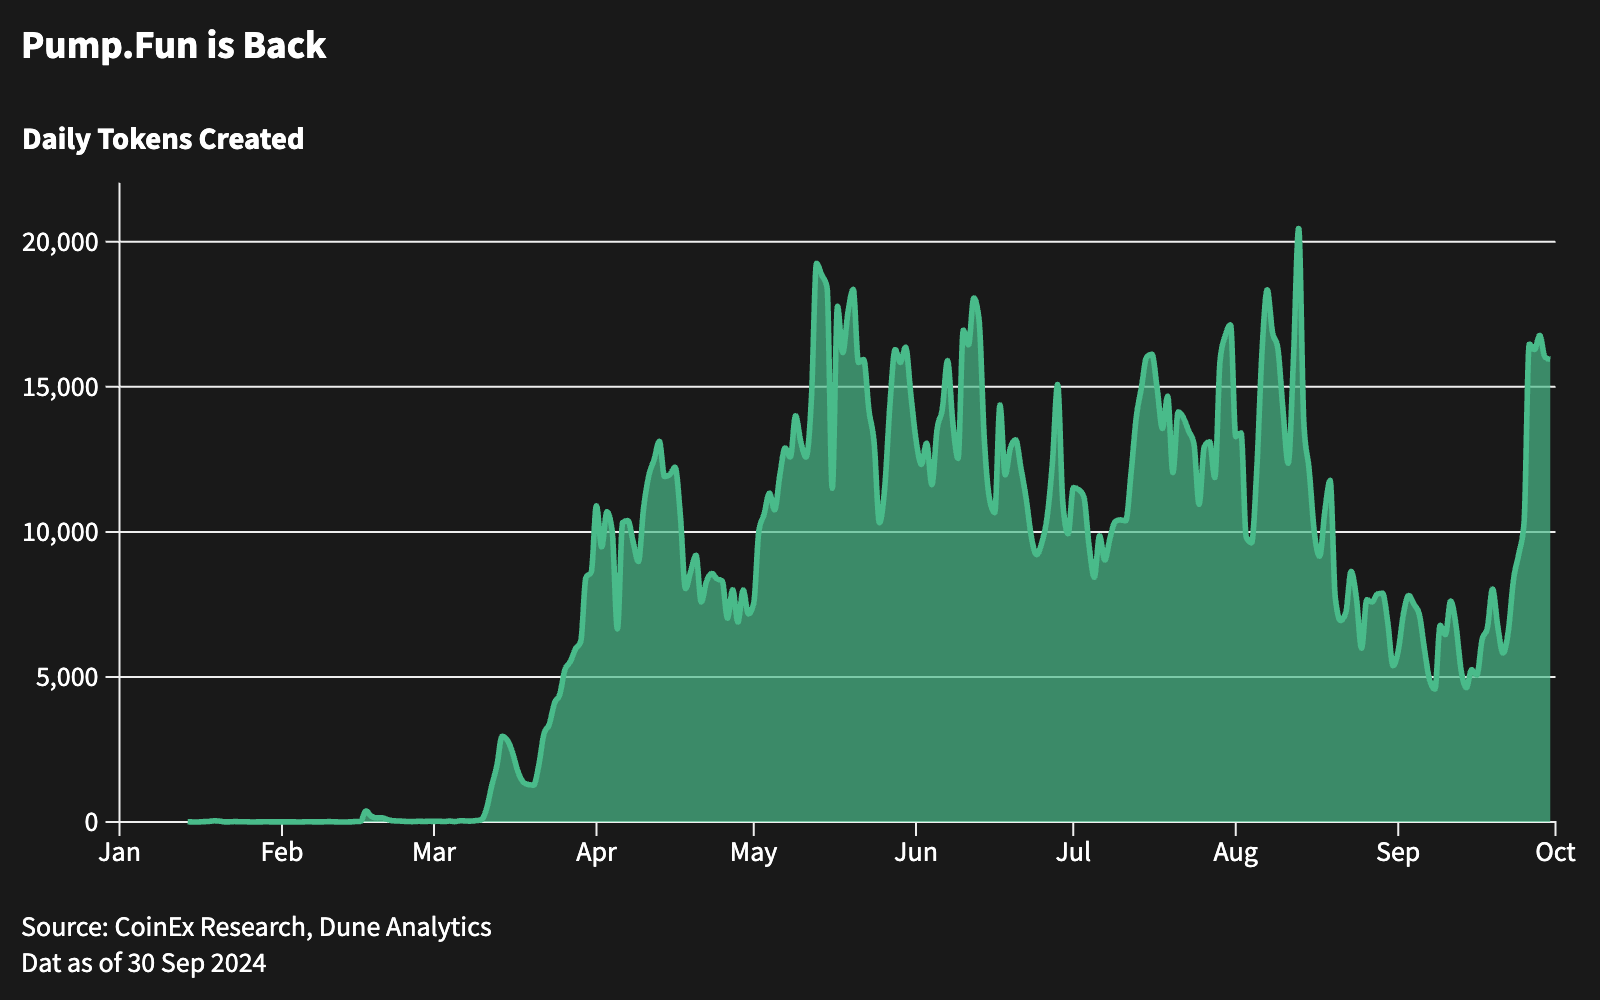 Pump.Fun is Back
Daily Tokens Created
20,000
15,000
10,000
5,000
0
Jan Feb Mar Apr May Jun Jul Aug Sep Oct
Source: CoinEx Research, Dune Analytics
Dat as of 30 Sep 2024